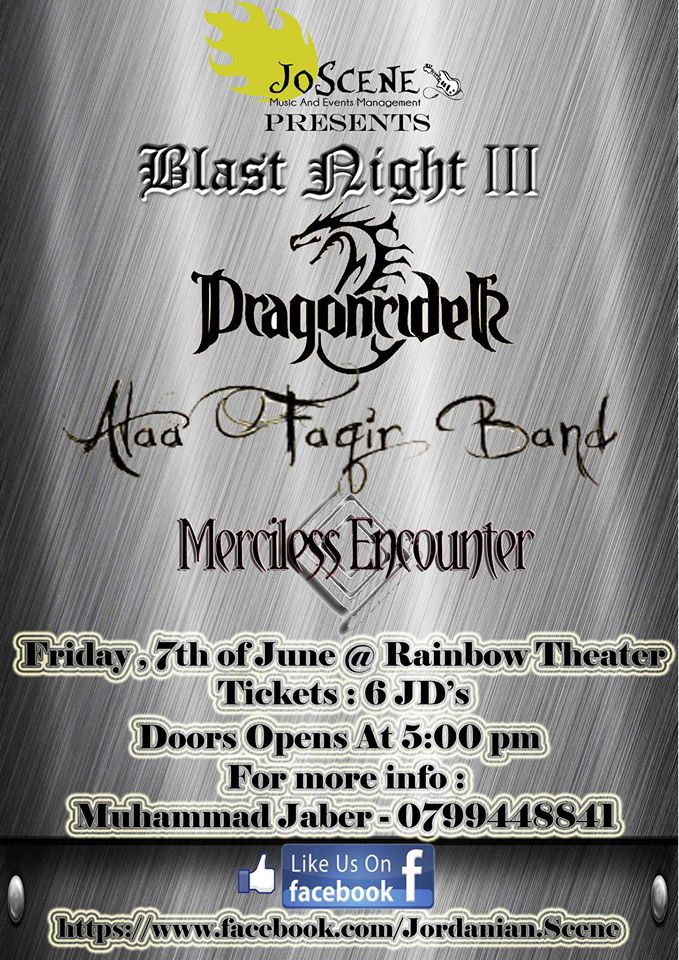 JoScene
Music And Events Management
PRESENTS
Blast Night III
Dragonrider
Alaa Faqir Band
Merciless Encounter
Friday , 7th of June @ Rainbow Theater
Tickets : 6 JD's
Doors Opens At 5:00 pm
For more info :
Muhammad Jaber - 0799448841
Like Us On
facebook f
https://www.facebook.com/Jordanian.Scene